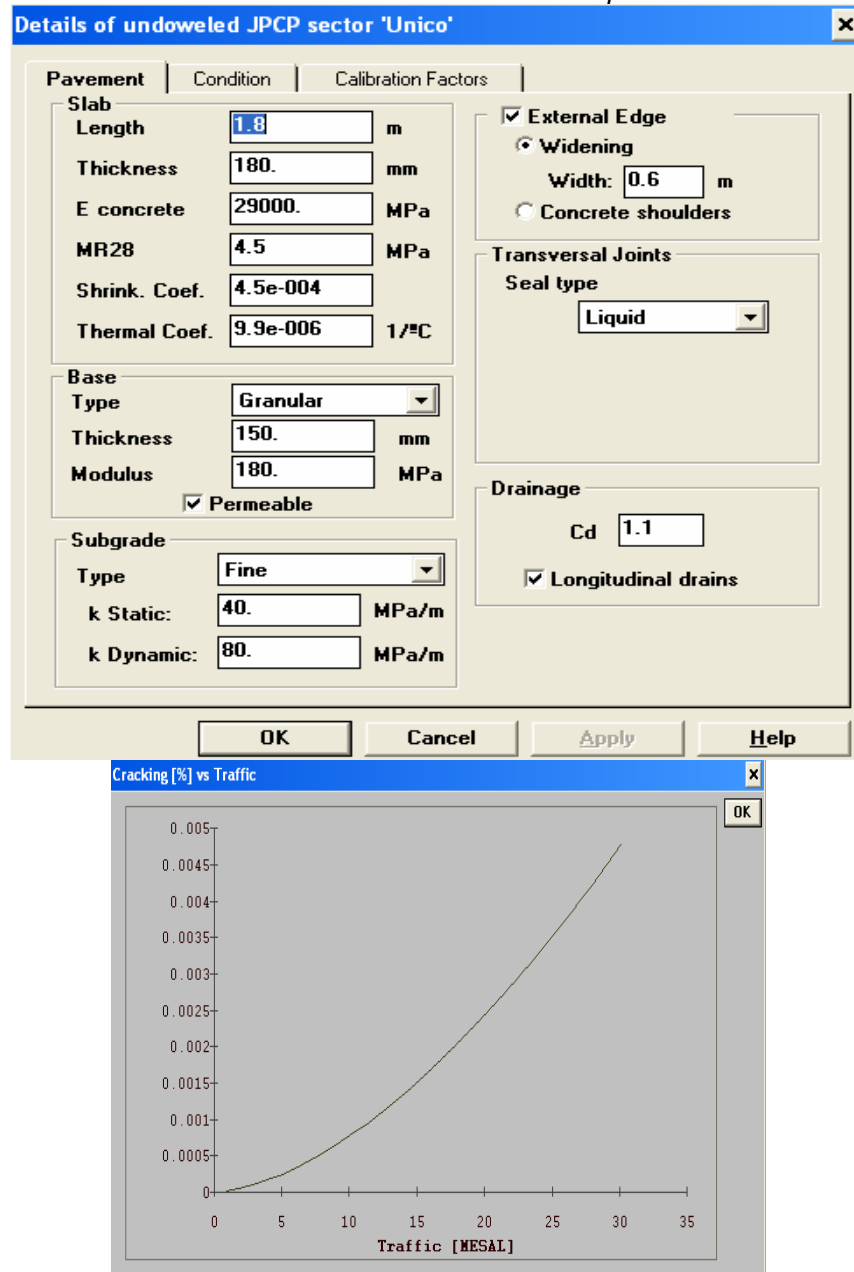 Details of undoweled JPCP sector 'Unico'
Pavement Condition Calibration Factors
Slab
Length 1.8 m
Thickness 180. mm
E concrete 29000. MPa
MR28 4.5 MPa
Shrink. Coef. 4.5e-004
Thermal Coef. 9.9e-006 1/ºC
Base
Type Granular
Thickness 150. mm
Modulus 180. MPa
Permeable
Subgrade
Type Fine
k Static: 40. MPa/m
k Dynamic: 80. MPa/m
External Edge
Widening
Width: 0.6 m
Concrete shoulders
Transversal Joints
Seal type
Liquid
Drainage
Cd 1.1
Longitudinal drains
OK Cancel Apply Help
Cracking [%] vs Traffic
OK
0.005
0.0045
0.004
0.0035
0.003
0.0025
0.002
0.0015
0.001
0.0005
0
0 5 10 15 20 25 30 35
Traffic [MESAL]